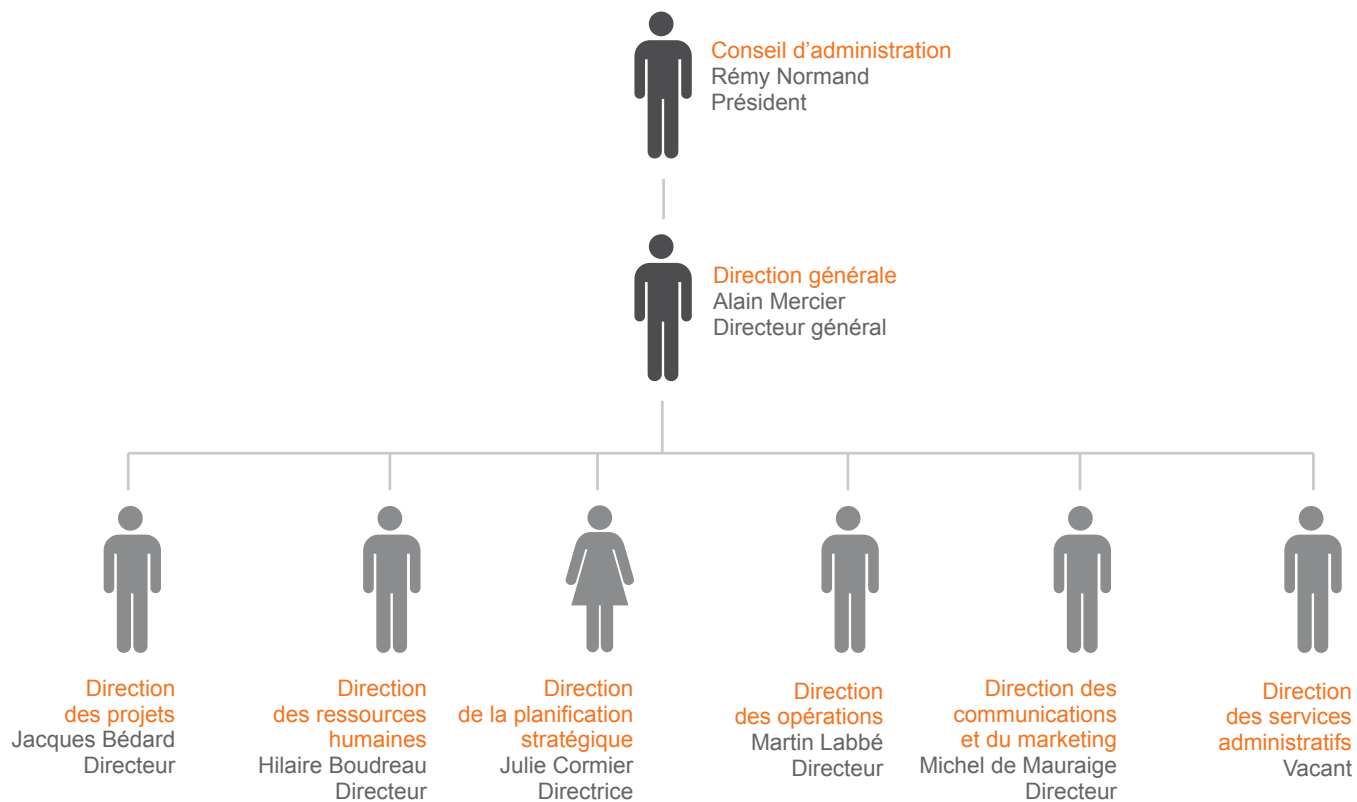 Conseil d’administration
Rémy Normand
Président
Direction générale
Alain Mercier
Directeur général
Direction
des projets
Jacques Bédard
Directeur
Direction
des ressources
humaines
Hilaire Boudreau
Directeur
Direction
de la planification
stratégique
Julie Cormier
Directrice
Direction
des opérations
Martin Labbé
Directeur
Direction des
communications
et du marketing
Michel de Mauraige
Directeur
Direction
des services
administratifs
Vacant